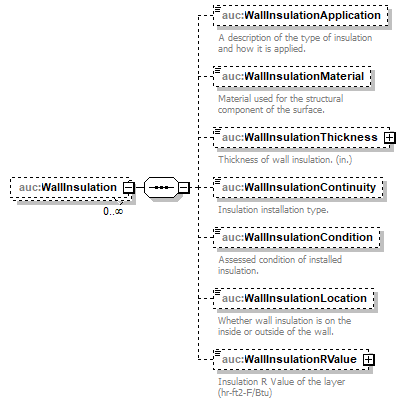 auc:WallInsulationApplication
A description of the type of insulation
and how it is applied.
auc:WallInsulationMaterial
Material used for the structural
component of the surface.
auc:WallInsulationThickness
Thickness of wall insulation. (in.)
auc:WallInsulation
0..∞
auc:WallInsulationContinuity
Insulation installation type.
auc:WallInsulationCondition
Assessed condition of installed
insulation.
auc:WallInsulationLocation
Whether wall insulation is on the
inside or outside of the wall.
auc:WallInsulationRValue
Insulation R Value of the layer
(hr-ft2-F/Btu)